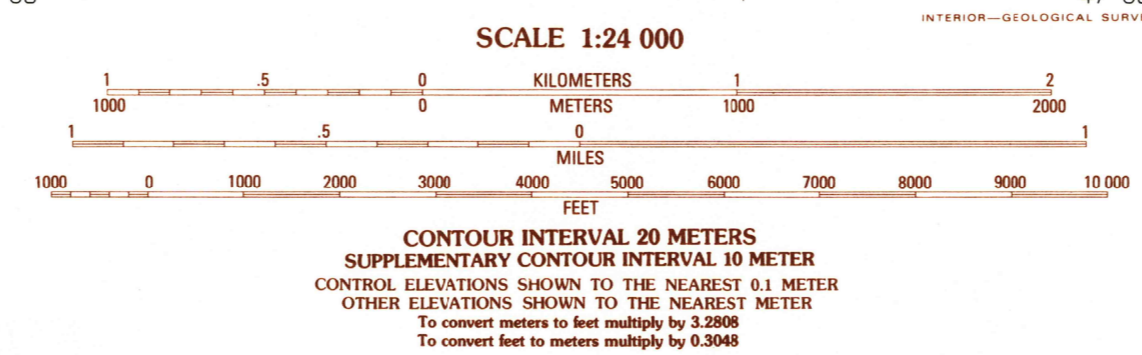 INTERIOR—GEOLOGICAL
SCALE 1:24 000
1 .5 0 KILOMETERS 1 2
1000 0 METERS 1000 2000
1 .5 0 1
MILES
1000 0 1000 2000 3000 4000 5000 6000 7000 8000 9000 10 000
FEET
CONTOUR INTERVAL 20 METERS
SUPPLEMENTARY CONTOUR INTERVAL 10 METER
CONTROL ELEVATIONS SHOWN TO THE NEAREST 0.1 METER
OTHER ELEVATIONS SHOWN TO THE NEAREST METER
To convert meters to feet multiply by 3.2808
To convert feet to meters multiply by 0.3048